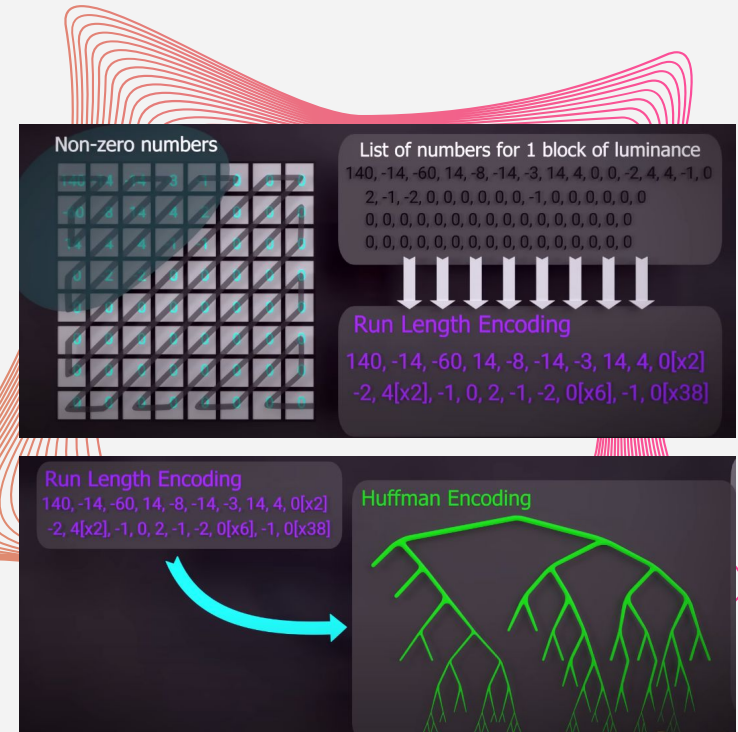 Non-zero numbers
List of numbers for 1 block of luminance
140, -14, -60, 14, -8, -14, -3, 14, 4, 0, 0, -2, 4, 4, -1, 0
2, -1, -2, 0, 0, 0, 0, 0, 0, -1, 0, 0, 0, 0, 0, 0
0, 0, 0, 0, 0, 0, 0, 0, 0, 0, 0, 0, 0, 0, 0, 0
0, 0, 0, 0, 0, 0, 0, 0, 0, 0, 0, 0, 0, 0, 0, 0
Run Length Encoding
140, -14, -60, 14, -8, -14, -3, 14, 4, 0[x2]
-2, 4[x2], -1, 0, 2, -1, -2, 0[x6], -1, 0[x38]
Run Length Encoding
140, -14, -60, 14, -8, -14, -3, 14, 4, 0[x2]
-2, 4[x2], -1, 0, 2, -1, -2, 0[x6], -1, 0[x38]
Huffman Encoding